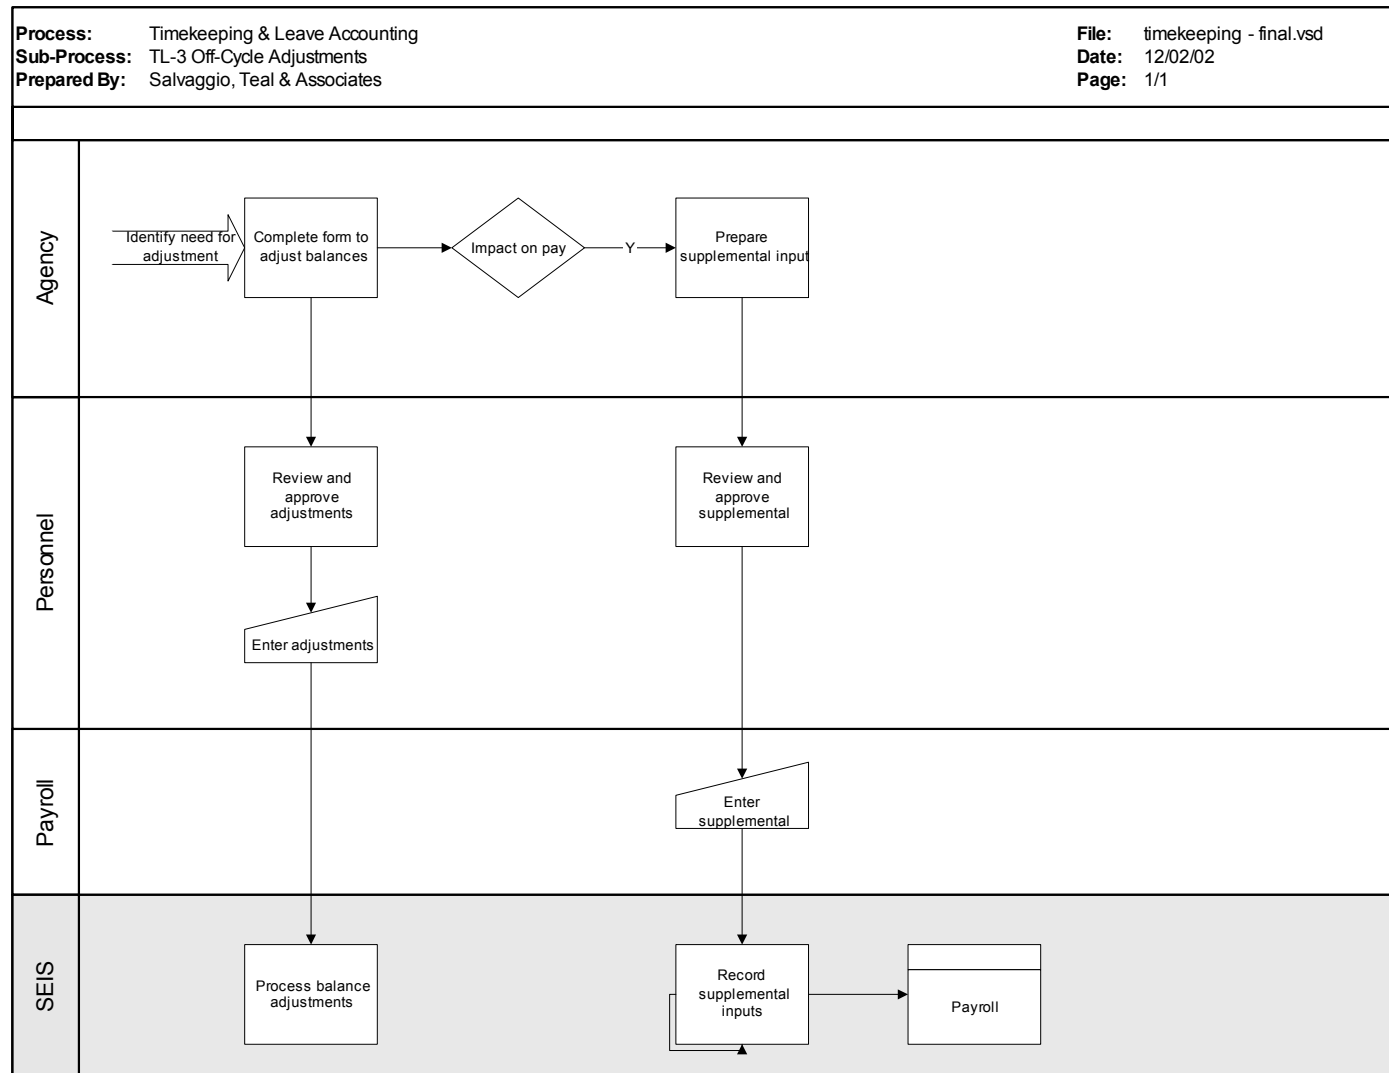 Process: Timekeeping & Leave Accounting
Sub-Process: TL-3 Off-Cycle Adjustments
Prepared By: Salvaggio, Teal & Associates
File: timekeeping - final.vsd
Date: 12/02/02
Page: 1/1
Agency
Identify need for
adjustment
Complete form to
adjust balances
Impact on pay
Y
Prepare
supplemental input
Personnel
Review and
approve
adjustments
Review and
approve
supplemental
Enter adjustments
Payroll
Enter
supplemental
SEIS
Process balance
adjustments
Record
supplemental
inputs
Payroll